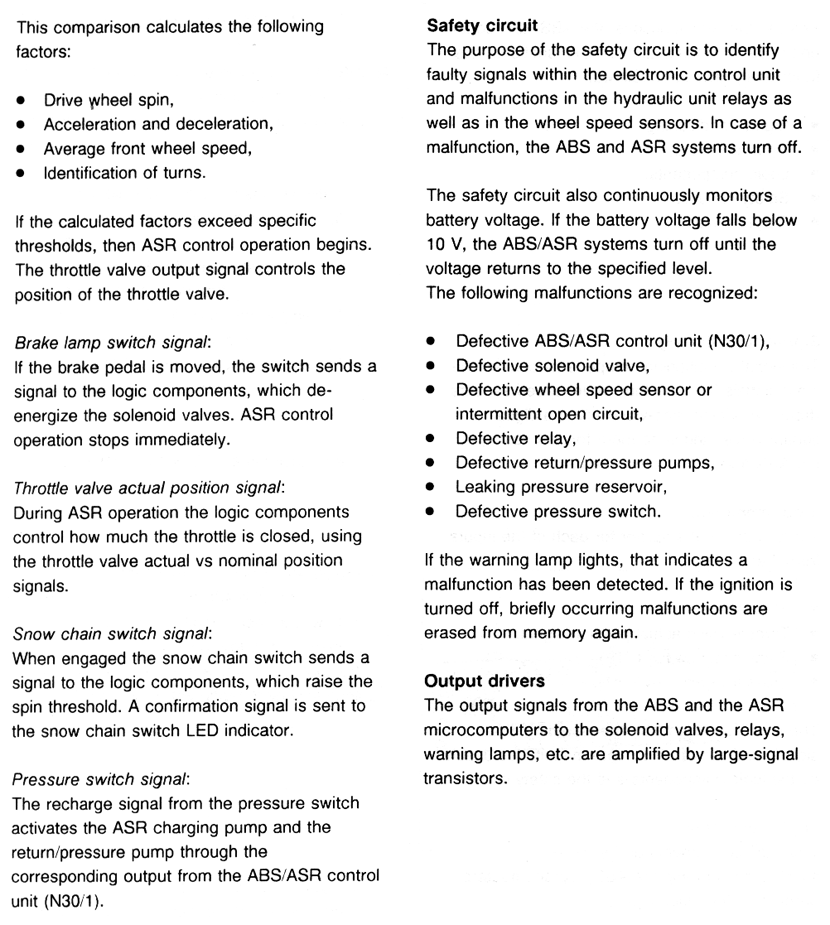 This comparison calculates the following
factors:
● Drive wheel spin,
● Acceleration and deceleration,
● Average front wheel speed,
● Identification of turns.
If the calculated factors exceed specific
thresholds, then ASR control operation begins.
The throttle valve output signal controls the
position of the throttle valve.
Brake lamp switch signal:
If the brake pedal is moved, the switch sends a
signal to the logic components, which de-
energize the solenoid valves. ASR control
operation stops immediately.
Throttle valve actual position signal:
During ASR operation the logic components
control how much the throttle is closed, using
the throttle valve actual vs nominal position
signals.
Snow chain switch signal:
When engaged the snow chain switch sends a
signal to the logic components, which raise the
spin threshold. A confirmation signal is sent to
the snow chain switch LED indicator.
Pressure switch signal:
The recharge signal from the pressure switch
activates the ASR charging pump and the
return/pressure pump through the
corresponding output from the ABS/ASR control
unit (N30/1).
Safety circuit
The purpose of the safety circuit is to identify
faulty signals within the electronic control unit
and malfunctions in the hydraulic unit relays as
well as in the wheel speed sensors. In case of a
malfunction, the ABS and ASR systems turn off.
The safety circuit also continuously monitors
battery voltage. If the battery voltage falls below
10 V, the ABS/ASR systems turn off until the
voltage returns to the specified level.
The following malfunctions are recognized:
● Defective ABS/ASR control unit (N30/1),
● Defective solenoid valve,
● Defective wheel speed sensor or
intermittent open circuit,
● Defective relay,
● Defective return/pressure pumps,
● Leaking pressure reservoir,
● Defective pressure switch.
If the warning lamp lights, that indicates a
malfunction has been detected. If the ignition is
turned off, briefly occurring malfunctions are
erased from memory again.
Output drivers
The output signals from the ABS and the ASR
microcomputers to the solenoid valves, relays,
warning lamps, etc. are amplified by large-signal
transistors.